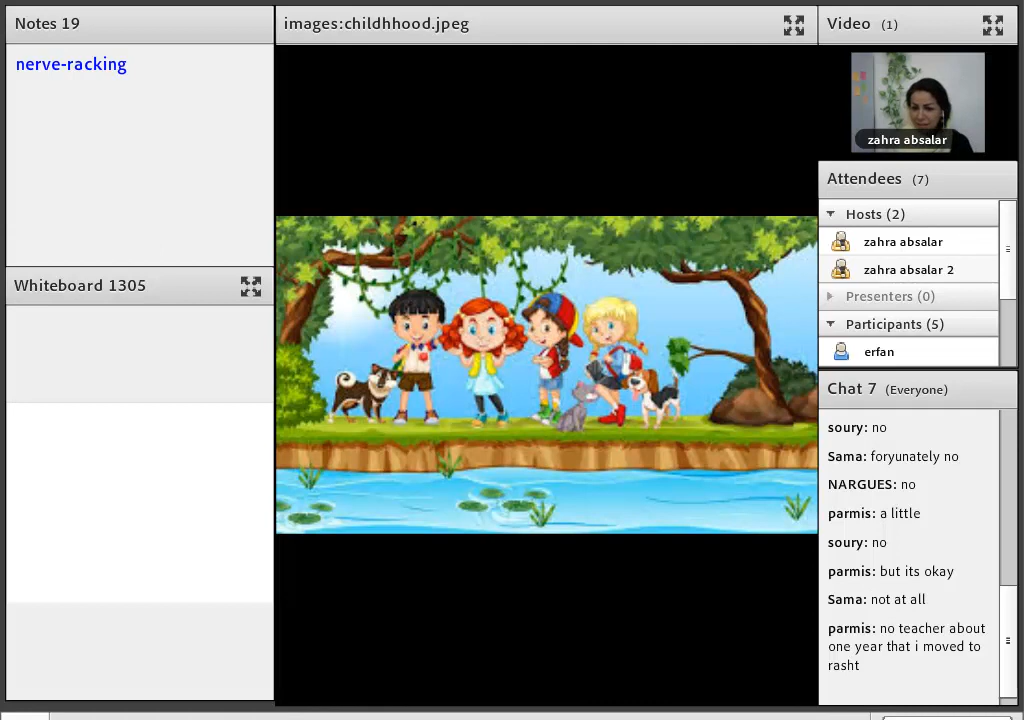 Notes 19
nerve-racking
Whiteboard 1305
images:childhhood.jpeg
Video (1)
zahra absalar
Attendees (7)
Hosts (2)
zahra absalar
zahra absalar 2
Presenters (0)
Participants (5)
erfan
Chat 7 (Everyone)
soury: no
Sama: foryunately no
NARGUES: no
parmis: a little
soury: no
parmis: but its okay
Sama: not at all
parmis: no teacher about
one year that i moved to
rasht